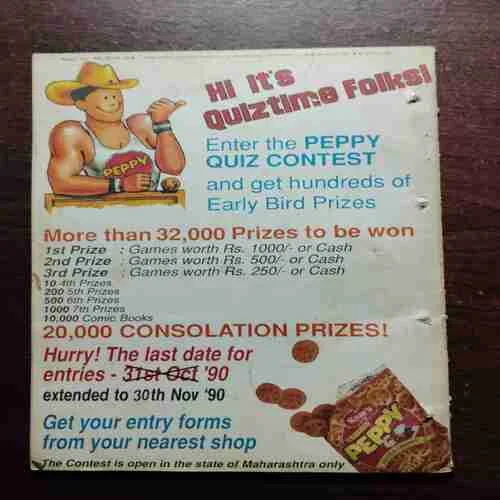 Hi It's
Quiztime Folks!
PEPPY
Enter the PEPPY
QUIZ CONTEST
and get hundreds of
Early Bird Prizes
More than 32,000 Prizes to be won
1st Prize : Games worth Rs. 1000/- or Cash
2nd Prize : Games worth Rs. 500/- or Cash
3rd Prize : Games worth Rs. 250/- or Cash
10 4th Prizes
200 5th Prizes
500 6th Prizes
1000 7th Prizes
10,000 Comic Books
20,000 CONSOLATION PRIZES!
Hurry! The last date for
entries - 31st Oct '90
extended to 30th Nov '90
Get your entry forms
from your nearest shop
PEPPY
The Contest is open in the state of Maharashtra only